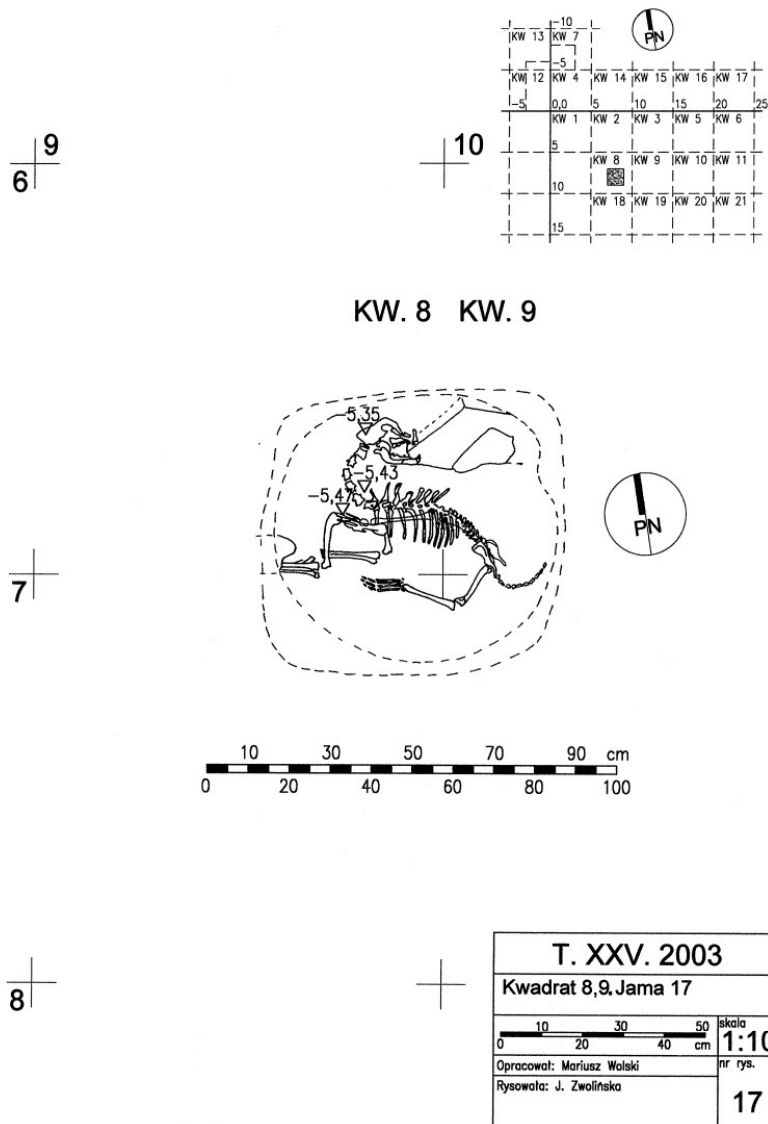 -10
KW 13 KW 7
PN
-5
KW 12 KW 4 KW 14 KW 15 KW 16 KW 17
-5 0,0 5 10 15 20 25
KW 1 KW 2 KW 3 KW 5 KW 6
5
KW 8 KW 9 KW 10 KW 11
10
KW 18 KW 19 KW 20 KW 21
15
9
6
10
KW. 8 KW. 9
-5,35
-5,43
-5,47
PN
7
10 30 50 70 90 cm
0 20 40 60 80 100
8
T. XXV. 2003
Kwadrat 8,9. Jama 17
10 30 50
0 20 40 cm
skala
1:10
Opracował: Mariusz Walski
nr rys.
Rysowała: J. Zwolińska
17